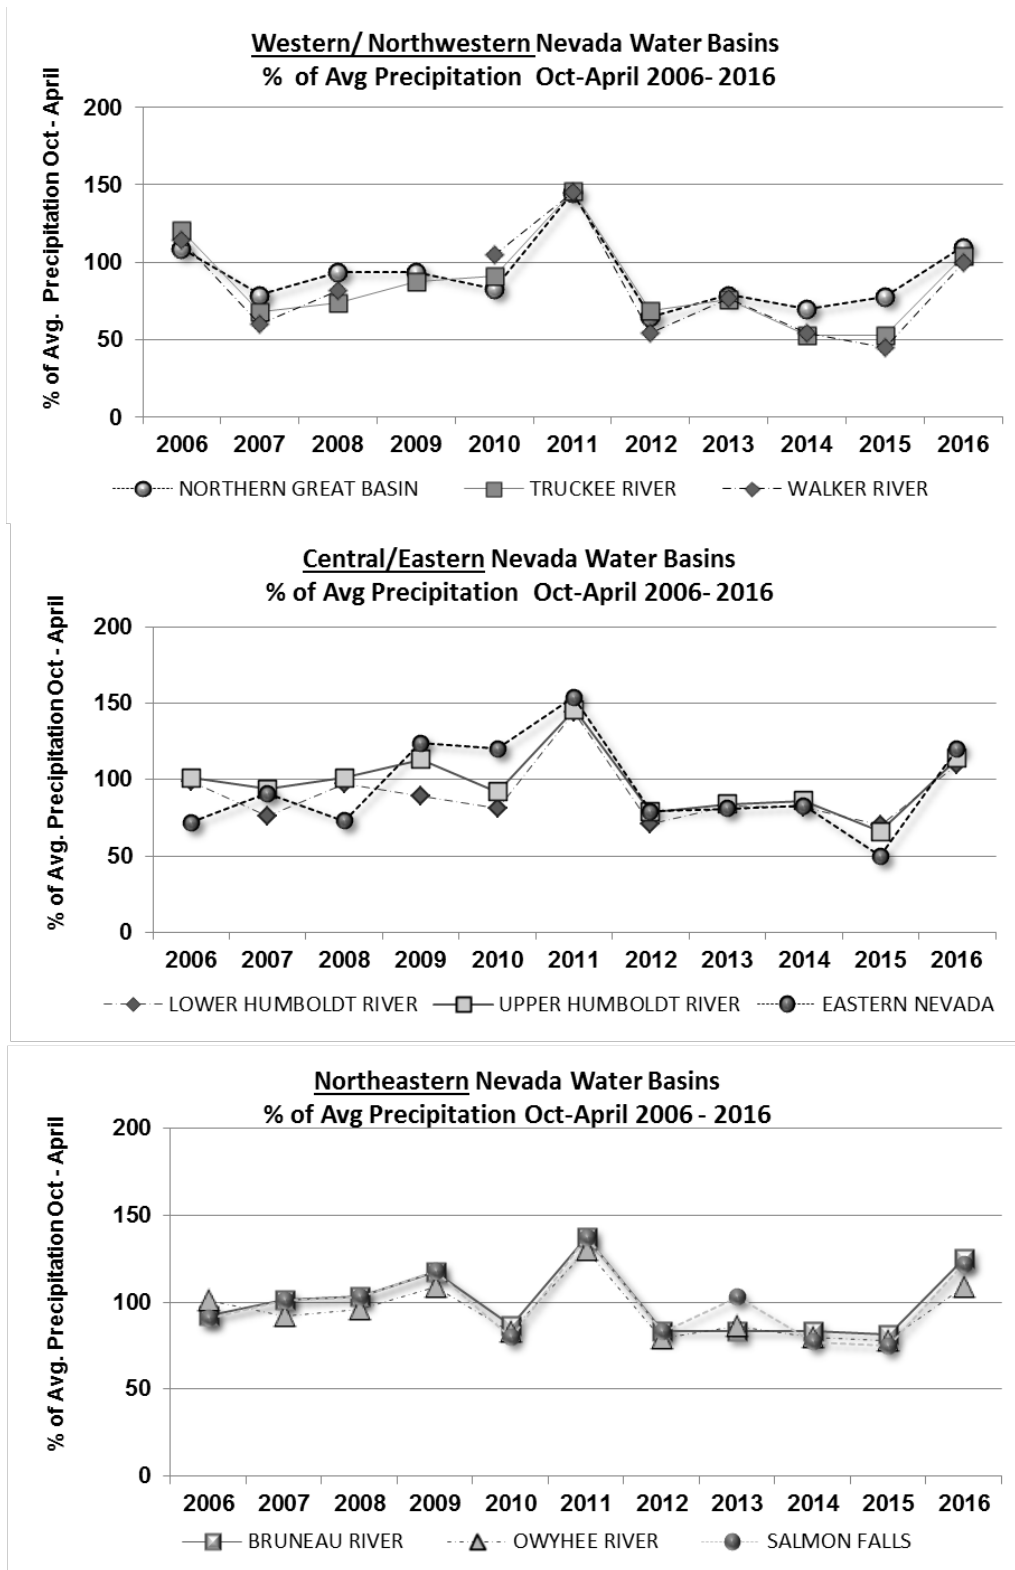 Western/ Northwestern Nevada Water Basins
% of Avg Precipitation Oct-April 2006- 2016
% of Avg. Precipitation Oct - April
200
150
100
50
0
2006 2007 2008 2009 2010 2011 2012 2013 2014 2015 2016
NORTHERN GREAT BASIN TRUCKEE RIVER WALKER RIVER
Central/Eastern Nevada Water Basins
% of Avg Precipitation Oct-April 2006- 2016
% of Avg. Precipitation Oct - April
200
150
100
50
0
2006 2007 2008 2009 2010 2011 2012 2013 2014 2015 2016
LOWER HUMBOLDT RIVER UPPER HUMBOLDT RIVER EASTERN NEVADA
Northeastern Nevada Water Basins
% of Avg Precipitation Oct-April 2006 - 2016
% of Avg. Precipitation Oct - April
200
150
100
50
0
2006 2007 2008 2009 2010 2011 2012 2013 2014 2015 2016
BRUNEAU RIVER OWYHEE RIVER SALMON FALLS